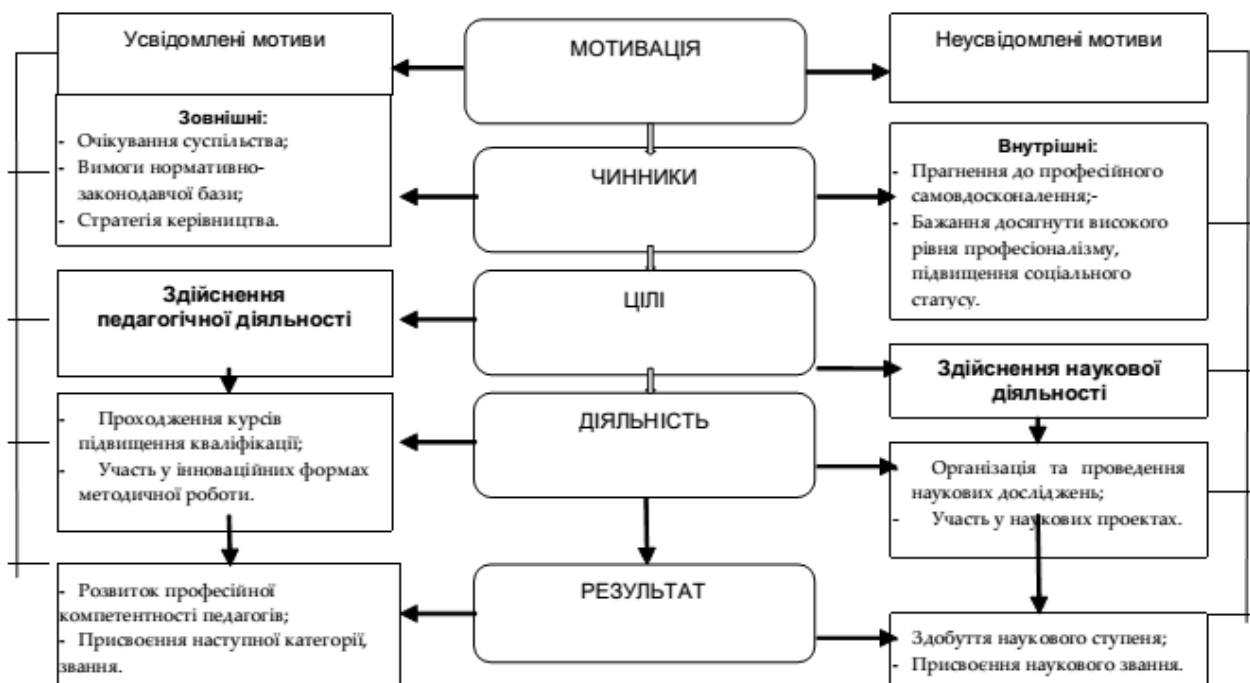 Усвідомлені мотиви
МОТИВАЦІЯ
Неусвідомлені мотиви
Зовнішні:
- Очікування суспільства;
- Вимоги нормативно-
законодавчої бази;
- Стратегія керівництва.
ЧИННИКИ
Внутрішні:
- Прагнення до професійного
самовдосконалення;-
- Бажання досягнути високого
рівня професіоналізму,
підвищення соціального
статусу.
Здійснення
педагогічної діяльності
ЦІЛІ
Здійснення наукової
діяльності
- Проходження курсів
підвищення кваліфікації;
- Участь у інноваційних формах
методичної роботи.
ДІЯЛЬНІСТЬ
- Організація та проведення
наукових досліджень;
- Участь у наукових проектах.
- Розвиток професійної
компетентності педагогів;
- Присвоєння наступної категорії,
звання.
РЕЗУЛЬТАТ
- Здобуття наукового ступеня;
- Присвоєння наукового звання.